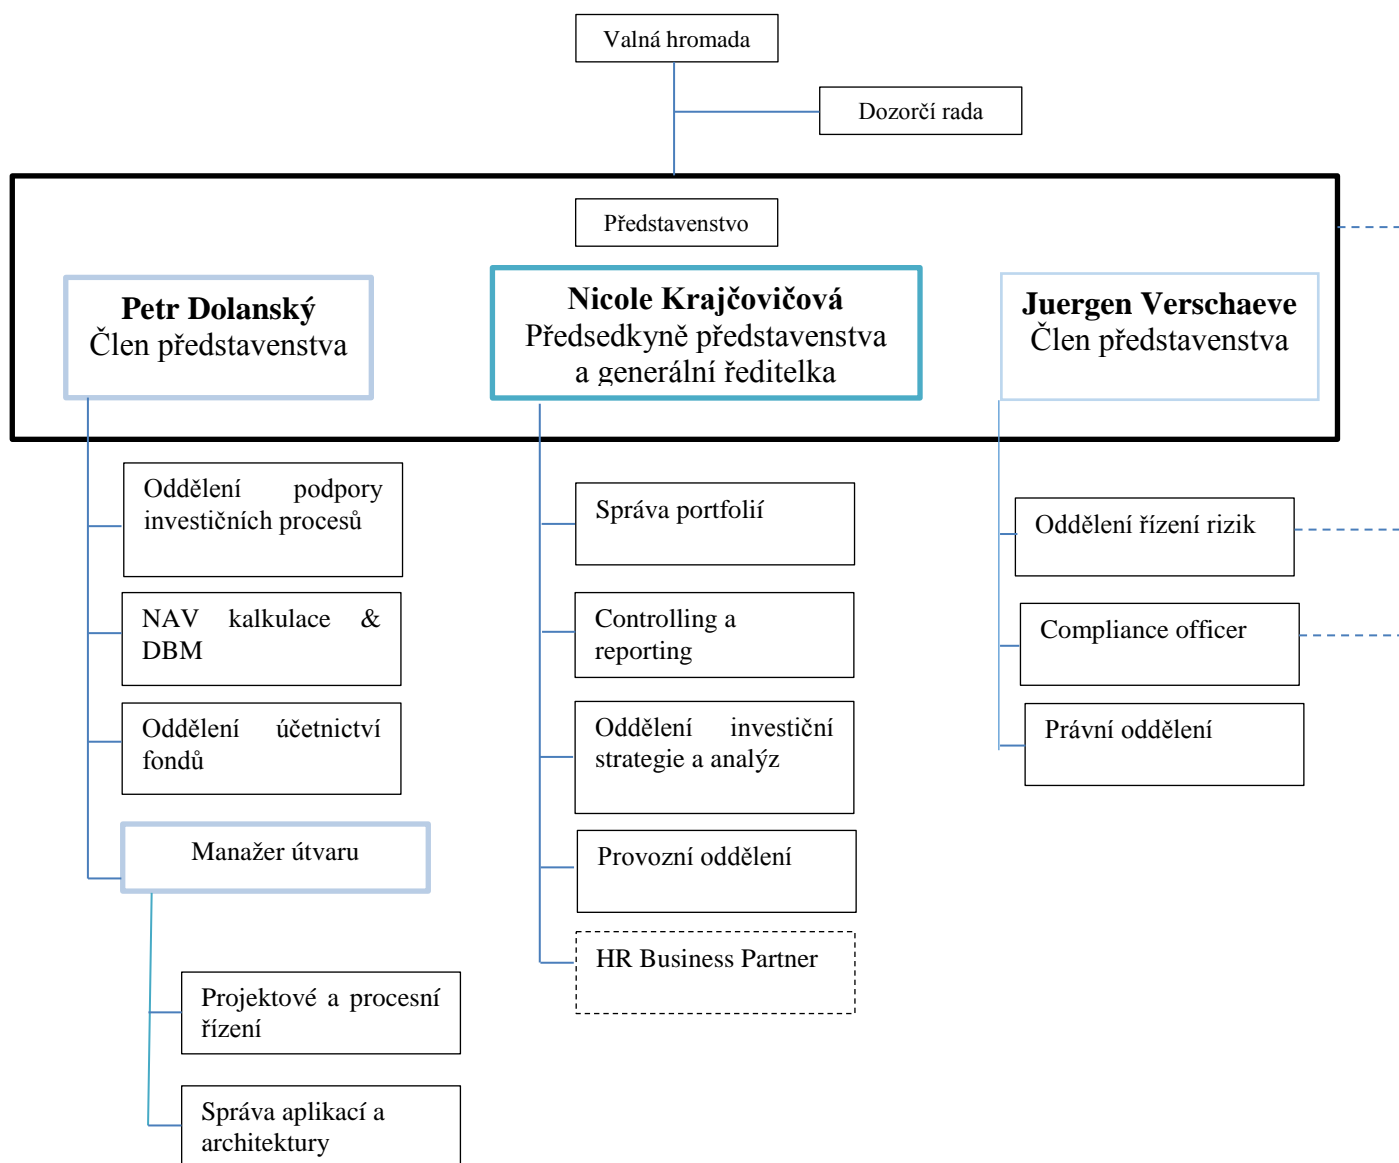 Valná hromada
Dozorčí rada
Představenstvo
Petr Dolanský
Člen představenstva
Nicole Krajčovičová
Předsedkyně představenstva
a generální ředitelka
Juergen Verschaeve
Člen představenstva
Oddělení podpory
investičních procesů
NAV kalkulace &
DBM
Oddělení účetnictví
fondů
Manažer útvaru
Projektové a procesní
řízení
Správa aplikací a
architektury
Správa portfolií
Controlling a
reporting
Oddělení investiční
strategie a analýz
Provozní oddělení
HR Business Partner
Oddělení řízení rizik
Compliance officer
Právní oddělení